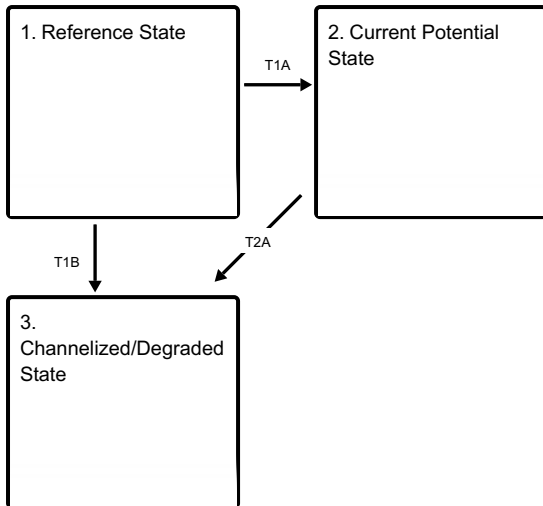 1. Reference State
2. Current Potential
State
T1A
T1B
T2A
3.
Channelized/Degraded
State